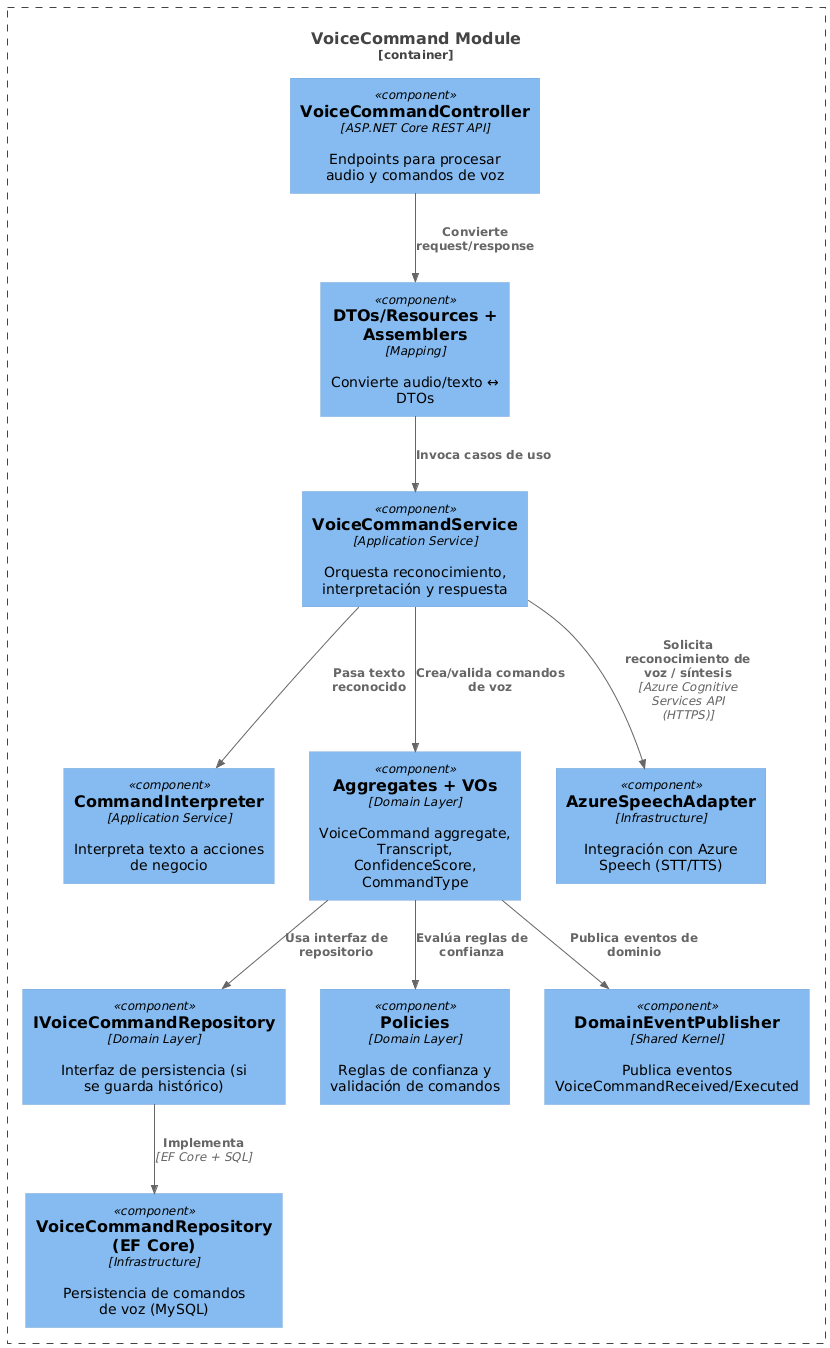 VoiceCommand Module
[container]
«component»
VoiceCommandController
[ASP.NET Core REST API]
Endpoints para procesar
audio y comandos de voz
Convierte
request/response
«component»
DTOs/Resources +
Assemblers
[Mapping]
Convierte audio/texto ↔
DTOs
Invoca casos de uso
«component»
VoiceCommandService
[Application Service]
Orquesta reconocimiento,
interpretación y respuesta
Pasa texto
reconocido
Crea/valida comandos
de voz
Solicita
reconocimiento de
voz / síntesis
[Azure Cognitive
Services API
(HTTPS)]
«component»
CommandInterpreter
[Application Service]
Interpreta texto a acciones
de negocio
«component»
Aggregates + VOs
[Domain Layer]
VoiceCommand aggregate,
Transcript,
ConfidenceScore,
CommandType
«component»
AzureSpeechAdapter
[Infrastructure]
Integración con Azure
Speech (STT/TTS)
Usa interfaz de
repositorio
Evalúa reglas de
confianza
Publica eventos de
dominio
«component»
IVoiceCommandRepository
[Domain Layer]
Interfaz de persistencia (si
se guarda histórico)
«component»
Policies
[Domain Layer]
Reglas de confianza y
validación de comandos
«component»
DomainEventPublisher
[Shared Kernel]
Publica eventos
VoiceCommandReceived/Executed
Implementa
[EF Core + SQL]
«component»
VoiceCommandRepository
(EF Core)
[Infrastructure]
Persistencia de comandos
de voz (MySQL)